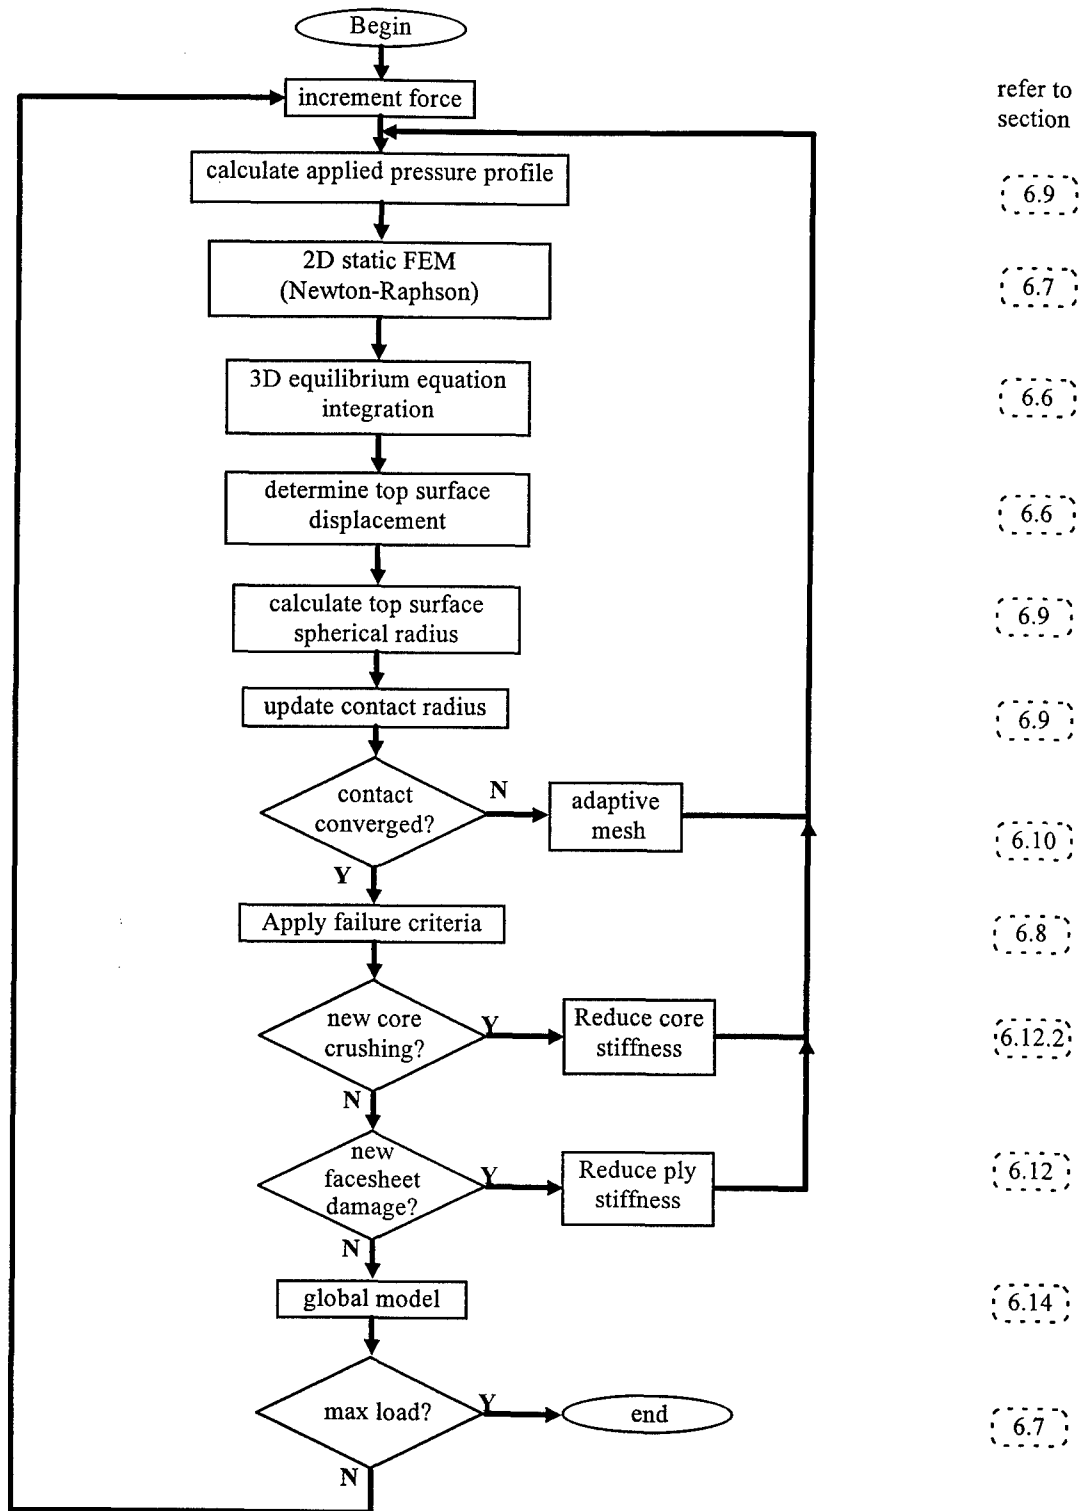 Begin
increment force
refer to
section
calculate applied pressure profile
6.9
2D static FEM
(Newton-Raphson)
6.7
3D equilibrium equation
integration
6.6
determine top surface
displacement
6.6
calculate top surface
spherical radius
6.9
update contact radius
6.9
contact
converged?
N
adaptive
mesh
6.10
Y
Apply failure criteria
6.8
new core
crushing?
Y
Reduce core
stiffness
6.12.2
N
new
facesheet
damage?
Y
Reduce ply
stiffness
6.12
N
global model
6.14
max load?
Y
end
6.7
N